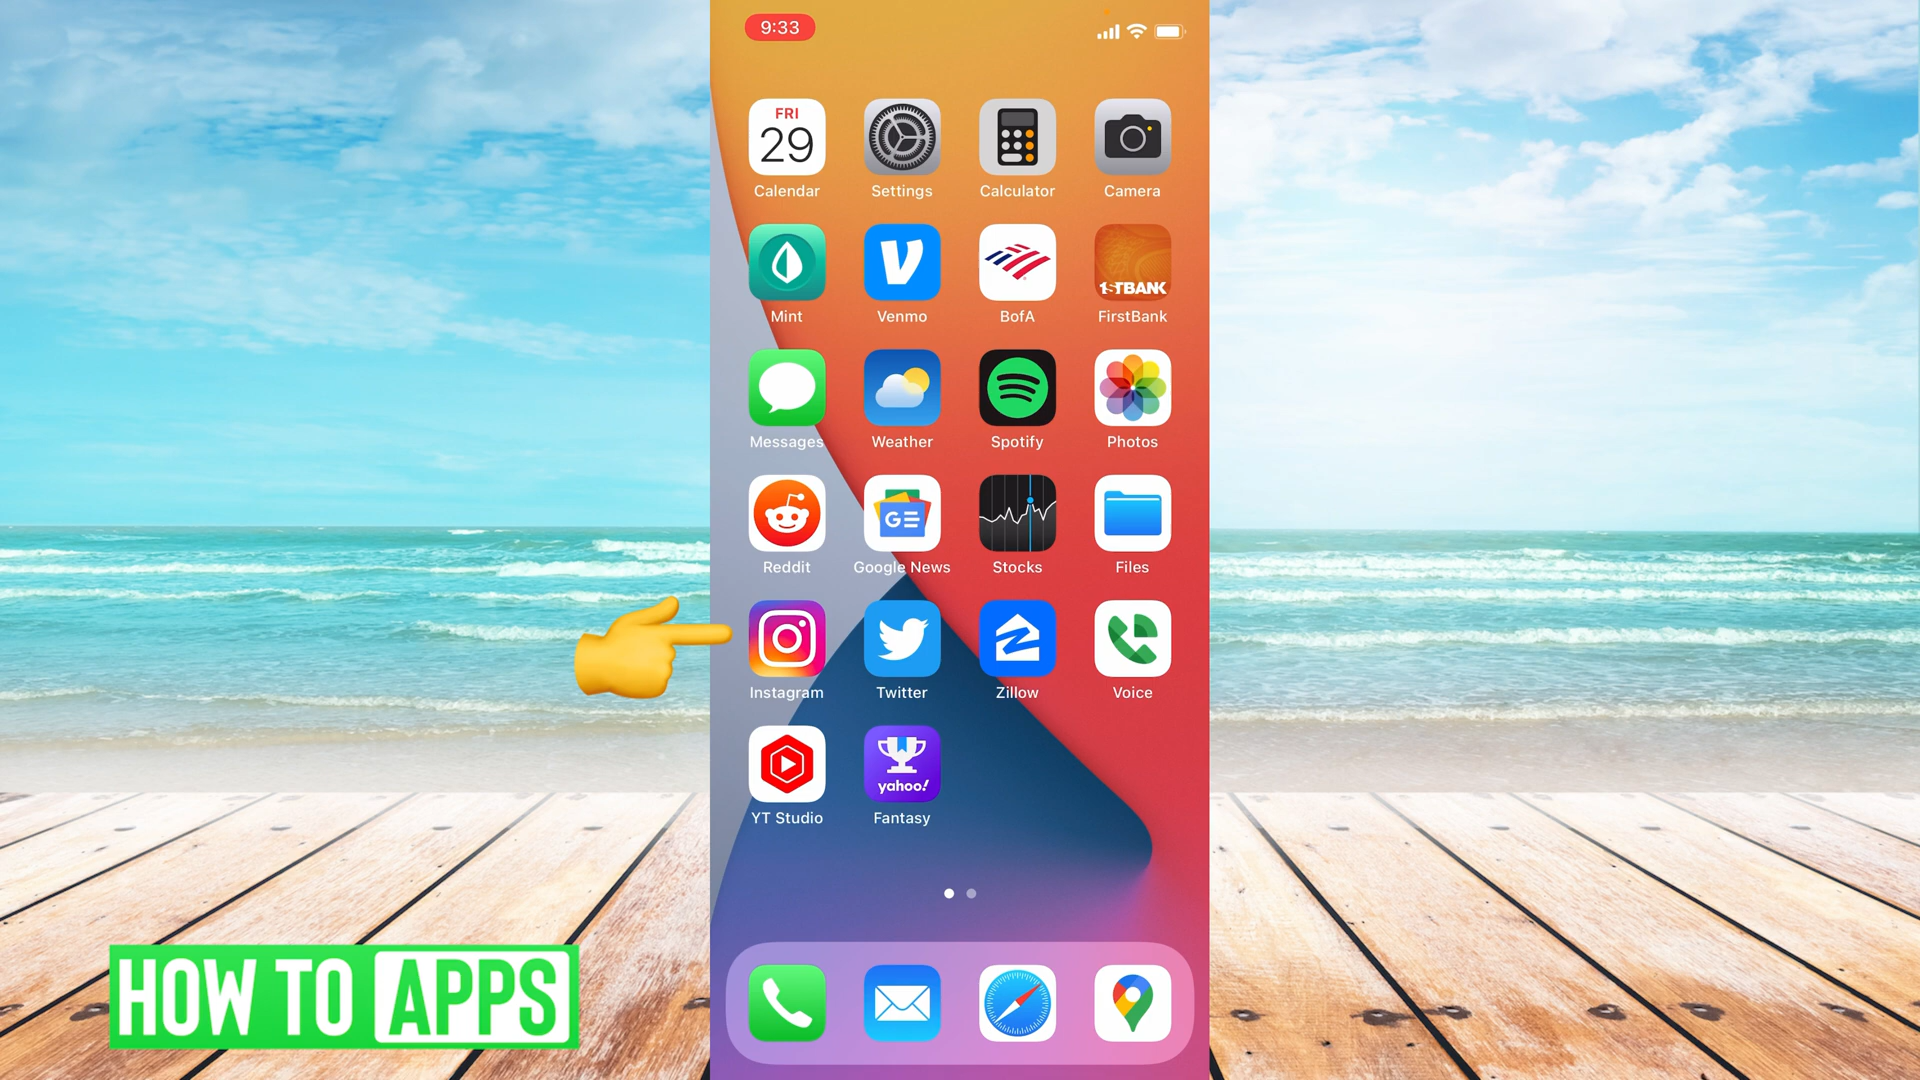 9:33
FRI
29
Calendar Settings Calculator Camera
1STBANK
Mint Venmo BofA FirstBank
Messages Weather Spotify Photos
GE
Reddit Google News Stocks Files
Instagram Twitter Zillow Voice
yahoo!
YT Studio Fantasy
HOW TO APPS